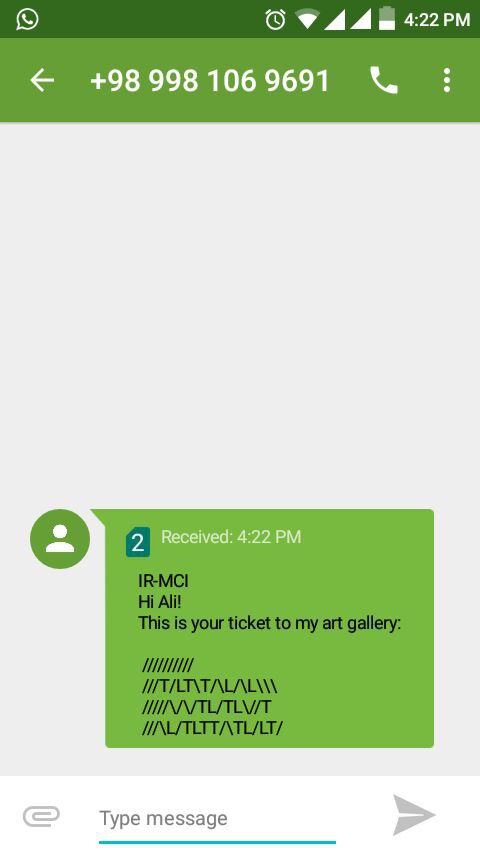 4:22 PM
+98 998 106 9691
2
Received: 4:22 PM
IR-MCI
Hi Ali!
This is your ticket to my art gallery:
//////////
///T/LT\T/\L/\L\\\
/////\/\/TL/TL\//T
///\L/TLTT/\TL/LT/
Type message